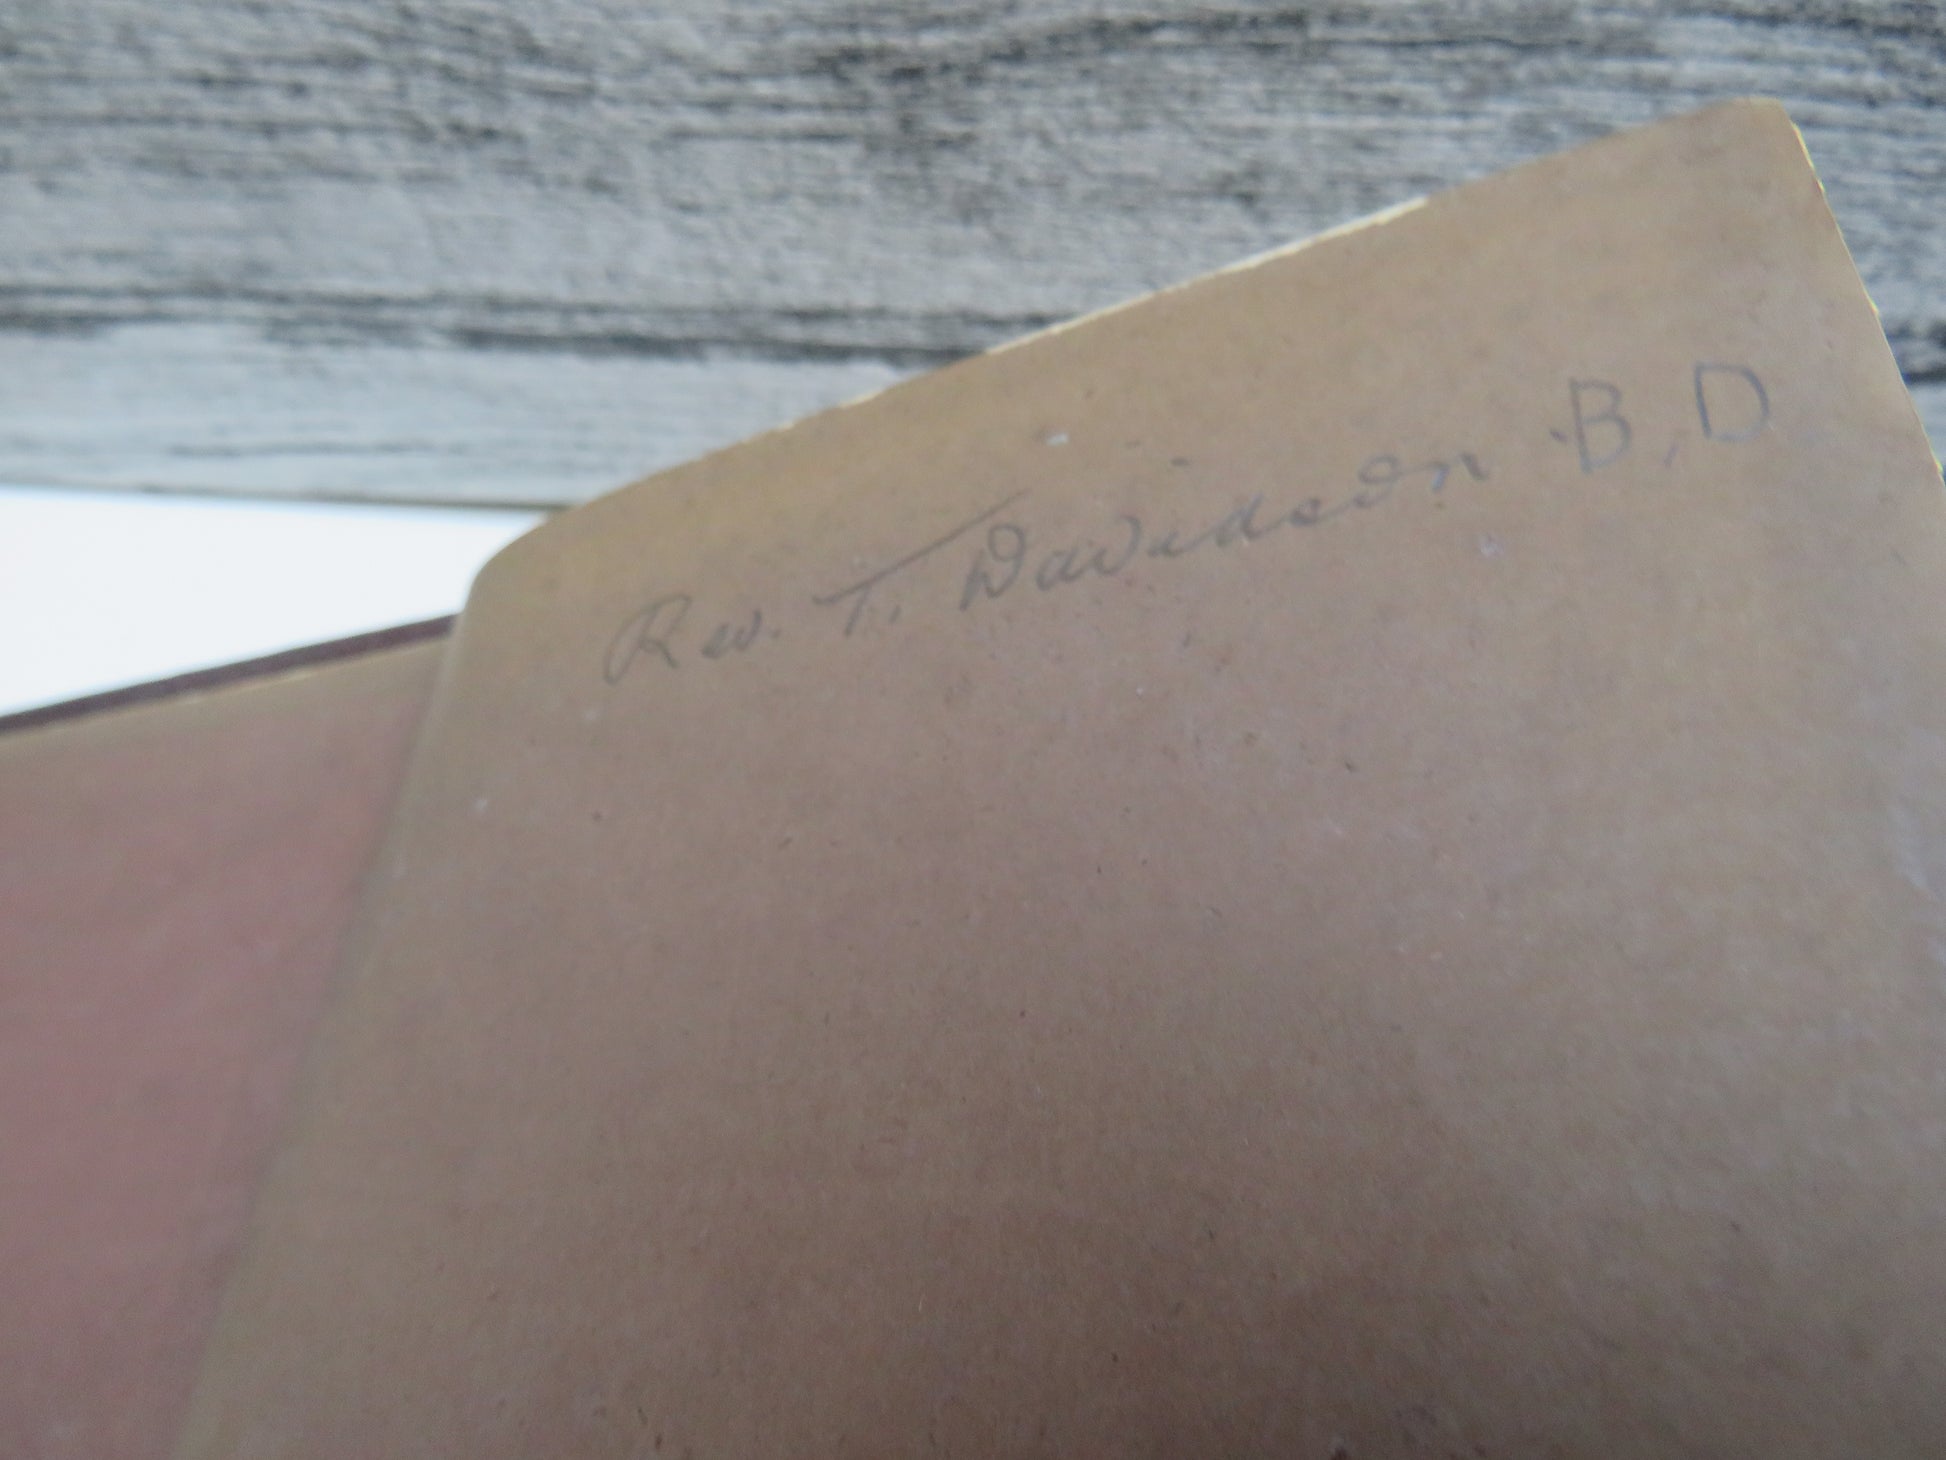 Rev. T. Davidson B,D